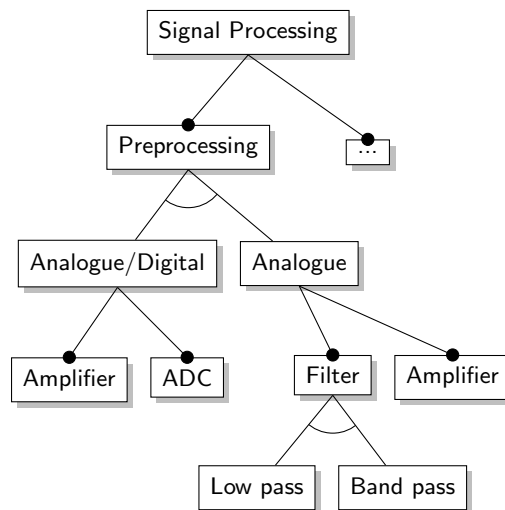 Signal Processing
Preprocessing
...
Analogue/Digital
Analogue
Amplifier
ADC
Filter
Amplifier
Low pass
Band pass